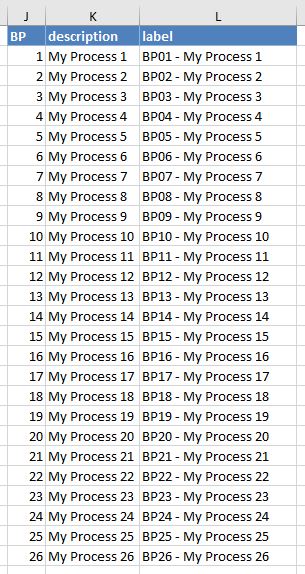 J K L
BP description label
1 My Process 1 BP01 - My Process 1
2 My Process 2 BP02 - My Process 2
3 My Process 3 BP03 - My Process 3
4 My Process 4 BP04 - My Process 4
5 My Process 5 BP05 - My Process 5
6 My Process 6 BP06 - My Process 6
7 My Process 7 BP07 - My Process 7
8 My Process 8 BP08 - My Process 8
9 My Process 9 BP09 - My Process 9
10 My Process 10 BP10 - My Process 10
11 My Process 11 BP11 - My Process 11
12 My Process 12 BP12 - My Process 12
13 My Process 13 BP13 - My Process 13
14 My Process 14 BP14 - My Process 14
15 My Process 15 BP15 - My Process 15
16 My Process 16 BP16 - My Process 16
17 My Process 17 BP17 - My Process 17
18 My Process 18 BP18 - My Process 18
19 My Process 19 BP19 - My Process 19
20 My Process 20 BP20 - My Process 20
21 My Process 21 BP21 - My Process 21
22 My Process 22 BP22 - My Process 22
23 My Process 23 BP23 - My Process 23
24 My Process 24 BP24 - My Process 24
25 My Process 25 BP25 - My Process 25
26 My Process 26 BP26 - My Process 26